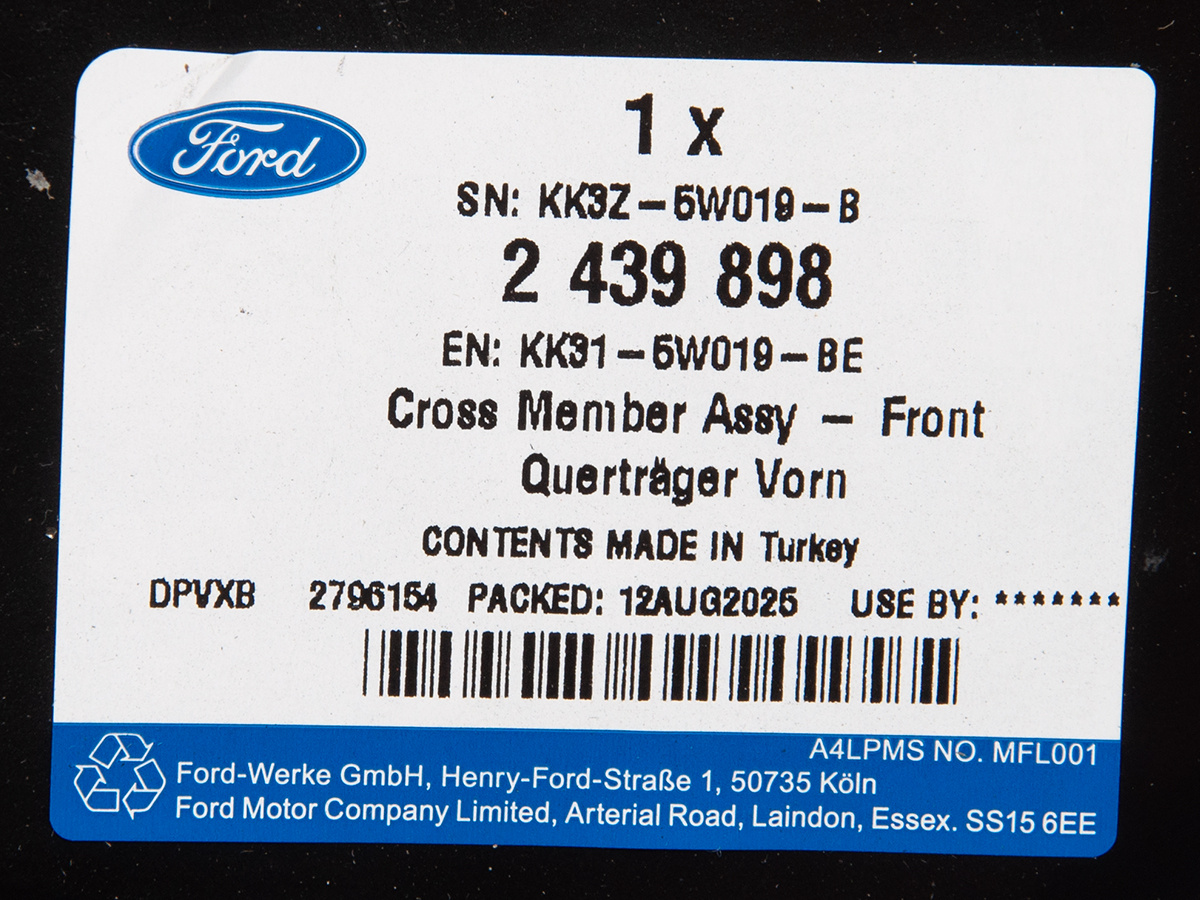 Ford
1 x
SN: KK3Z-5W019-B
2 439 898
EN: KK31-5W019-BE
Cross Member Assy - Front
Querträger Vorn
CONTENTS MADE IN Turkey
DPVXB 2796154 PACKED: 12AUG2025 USE BY: *******
A4LPMS NO. MFL001
Ford-Werke GmbH, Henry-Ford-Straße 1, 50735 Köln
Ford Motor Company Limited, Arterial Road, Laindon, Essex. SS15 6EE